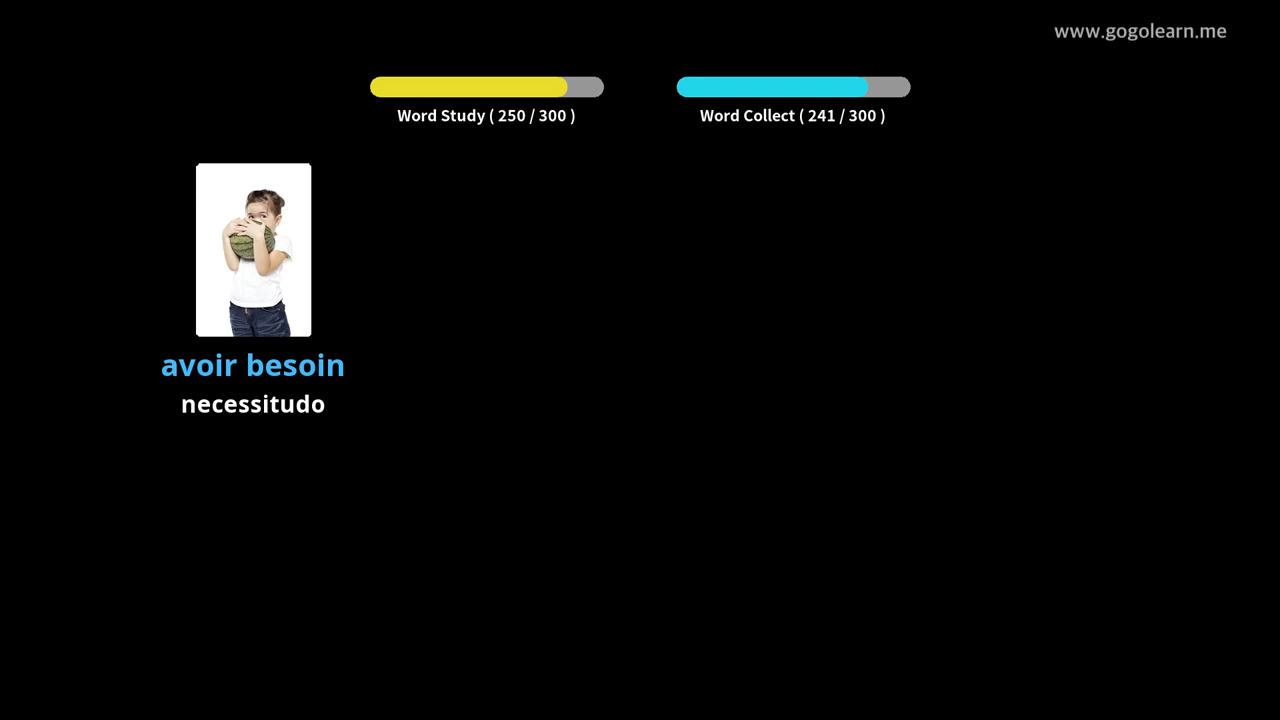 www.gogolearn.me
Word Study ( 250 / 300 )
Word Collect ( 241 / 300 )
avoir besoin
necessitudo